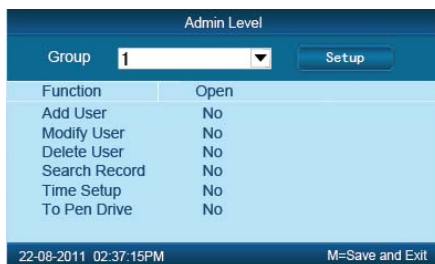 Admin Level
Group 1 Setup
Function Open
Add User No
Modify User No
Delete User No
Search Record No
Time Setup No
To Pen Drive No
22-08-2011 02:37:15PM M=Save and Exit